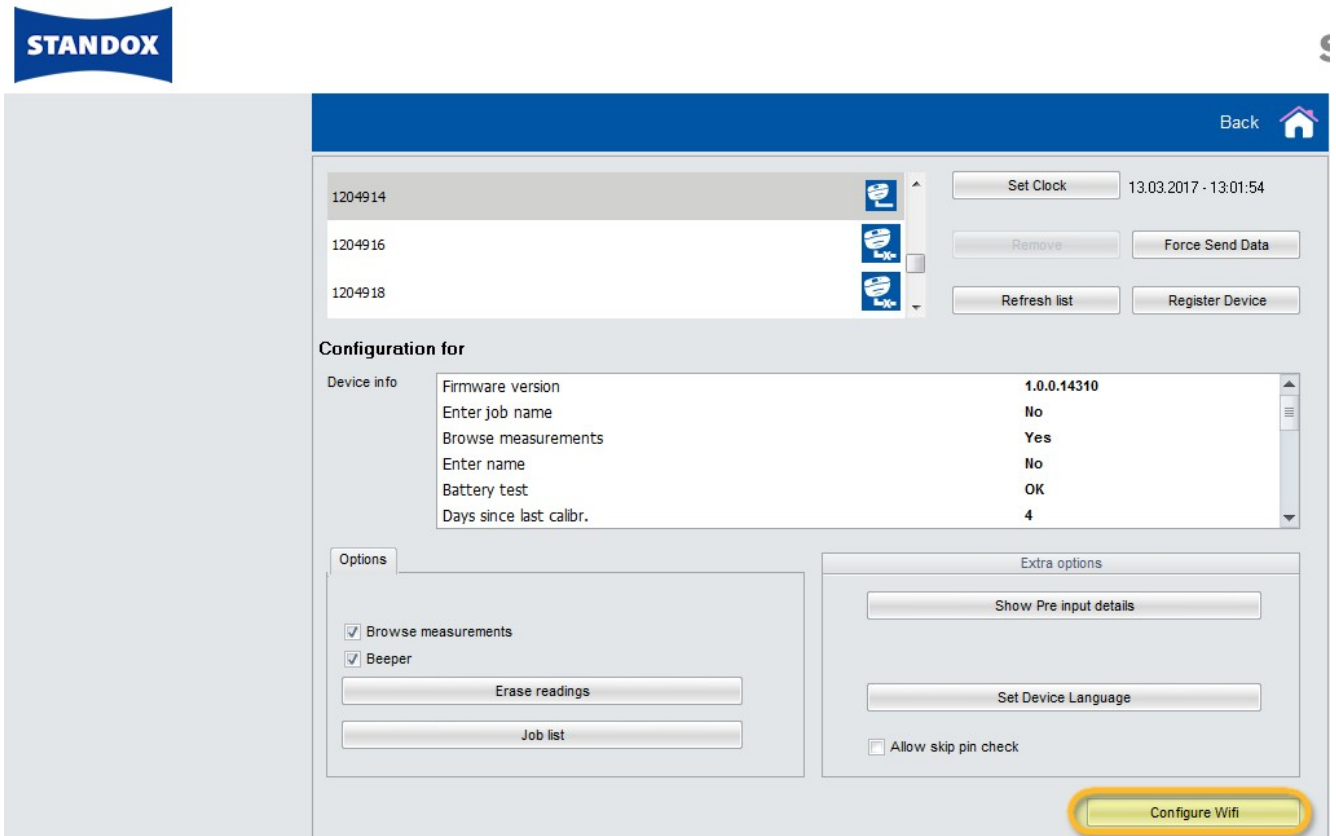 STANDOX
S
Back
1204914
Set Clock 13.03.2017 - 13:01:54
1204916
Remove Force Send Data
1204918
Refresh list Register Device
Configuration for
Device info
Firmware version 1.0.0.14310
Enter job name No
Browse measurements Yes
Enter name No
Battery test OK
Days since last calibr. 4
Options
Extra options
Show Pre input details
Browse measurements
Beeper
Erase readings
Set Device Language
Job list
Allow skip pin check
Configure Wifi